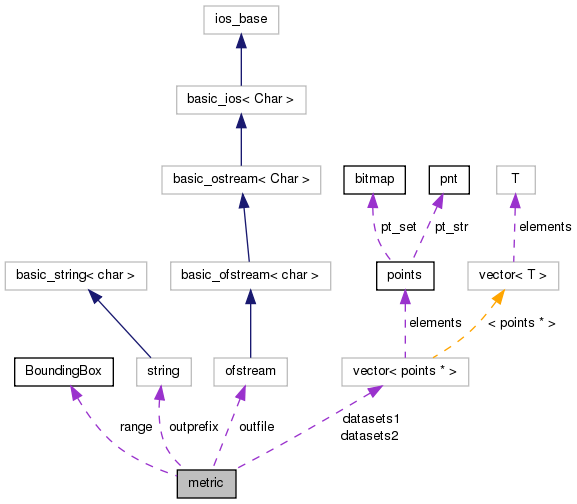 ios_base
basic_ios< Char >
basic_ostream< Char >
bitmap
pnt
T
pt_set
pt_str
elements
basic_string< char >
basic_ofstream< char >
points
vector< T >
elements
< points * >
BoundingBox
string
ofstream
vector< points * >
range
outprefix
outfile
datasets1
datasets2
metric